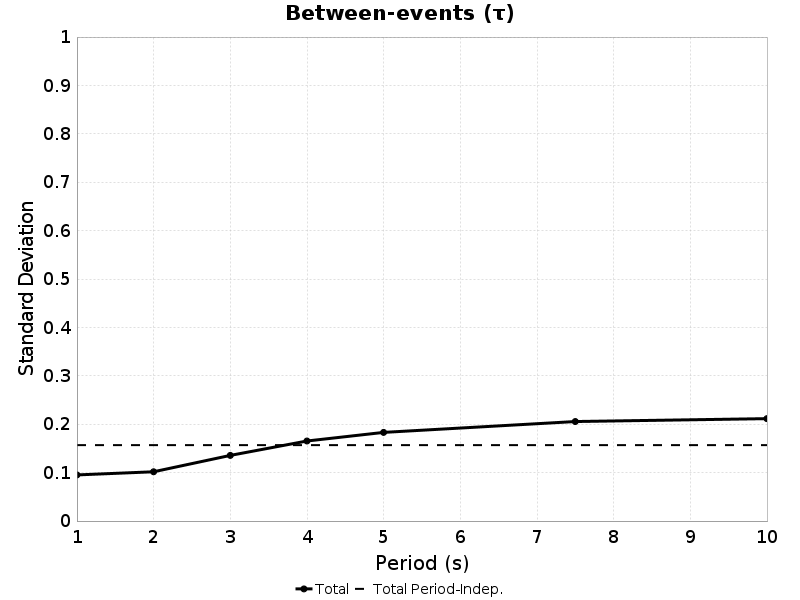 Between-events (τ)
1
0.9
0.8
0.7
0.6
0.5
0.4
0.3
0.2
0.1
0
Standard Deviation
1 2 3 4 5 6 7 8 9 10
Period (s)
Total Total Period-Indep.